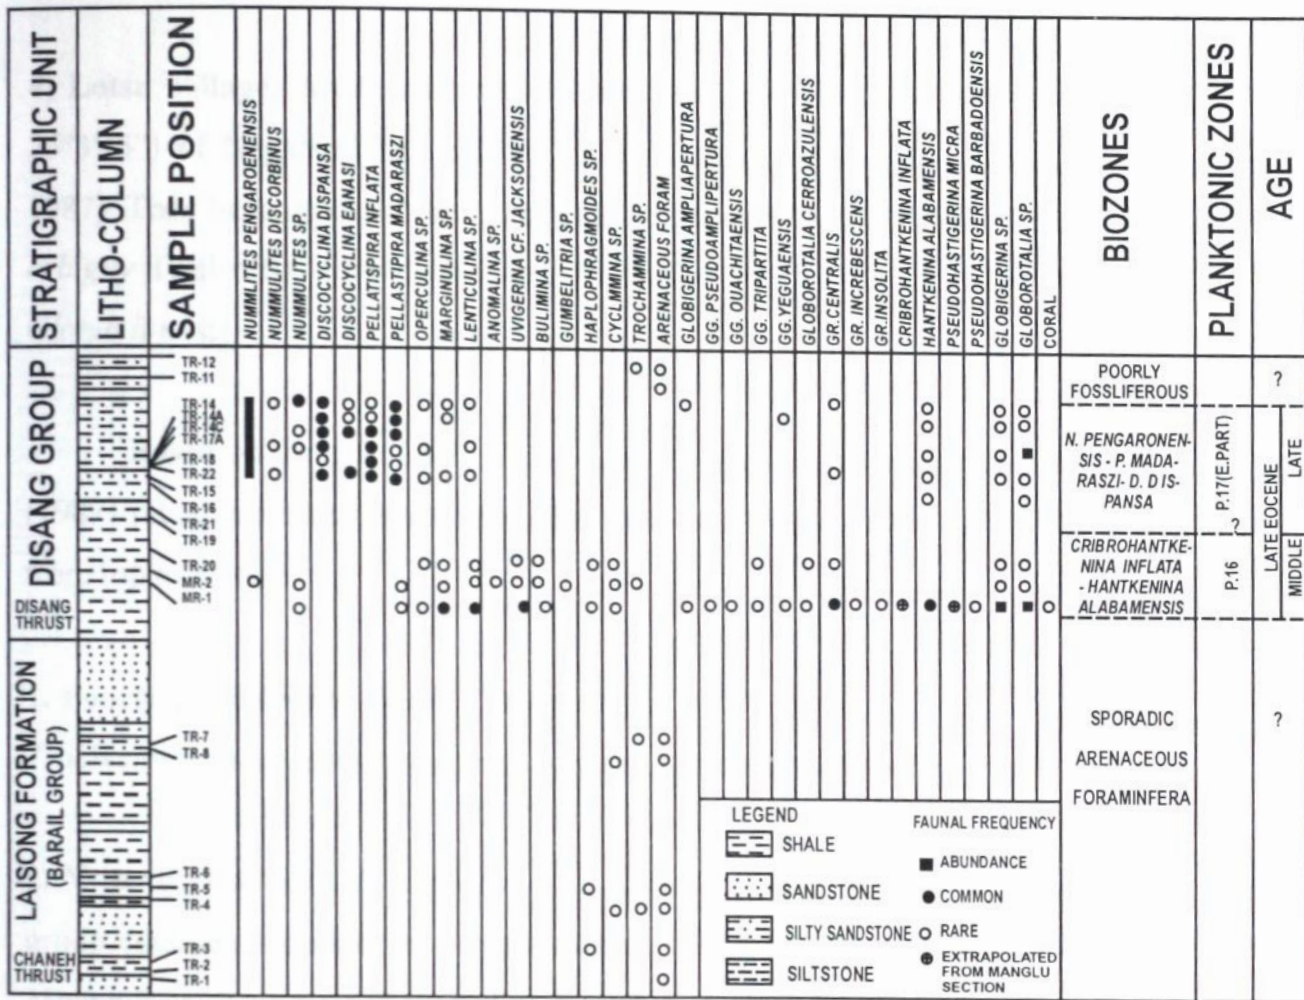 STRATIGRAPHIC UNIT
LITHO-COLUMN
SAMPLE POSITION
NUMMLITES PENGAROENENSIS
NUMMULITES DISCORBINUS
NUMMULITES SP.
DISCOCYCLINA DISPANSA
DISCOCYCLINA EANASI
PELLATISPIRA INFLATA
PELLASTIPIRA MADARASZI
OPERCULINA SP.
MARGINULINA SP.
LENTICULINA SP.
ANOMALINA SP.
UVIGERINA CF. JACKSONENSIS
BULIMINA SP.
GUMBELITRIA SP.
HAPLOPHRAGMOIDES SP.
CYCLMMINA SP.
TROCHAMMINA SP.
ARENACEOUS FORAM
GLOBIGERINA AMPLIAPERTURA
GG. PSEUDOAMPLIPERTURA
GG. OUACHITAENSIS
GG. TRIPARTITA
GG.YEGUAENSIS
GLOBOROTALIA CERROAZULENSIS
GR.CENTRALIS
GR. INCREBESCENS
GR.INSOLITA
CRIBROHANTKENINA INFLATA
HANTKENINA ALABAMENSIS
PSEUDOHASTIGERINA MICRA
PSEUDOHASTIGERINA BARBADOENSIS
GLOBIGERINA SP.
GLOBOROTALIA SP.
CORAL
BIOZONES
PLANKTONIC ZONES
AGE
DISANG GROUP
DISANG
THRUST
LAISONG FORMATION
(BARAIL GROUP)
CHANEH
THRUST
TR-12
TR-11
TR-14
TR-14A
TR-14C
TR-17A
TR-18
TR-22
TR-15
TR-16
TR-21
TR-19
TR-20
MR-2
MR-1
TR-7
TR-8
TR-6
TR-5
TR-4
TR-3
TR-2
TR-1
POORLY
FOSSLIFEROUS
N. PENGARONEN-
SIS - P. MADA-
RASZI- D. DIS-
PANSA
CRIBROHANTKE-
NINA INFLATA
- HANTKENINA
ALABAMENSIS
SPORADIC
ARENACEOUS
FORAMINFERA
P.17(E.PART)
?
P.16
?
LATE EOCENE
LATE
MIDDLE
?
LEGEND
SHALE
SANDSTONE
SILTY SANDSTONE
SILTSTONE
FAUNAL FREQUENCY
ABUNDANCE
COMMON
RARE
EXTRAPOLATED
FROM MANGLU
SECTION